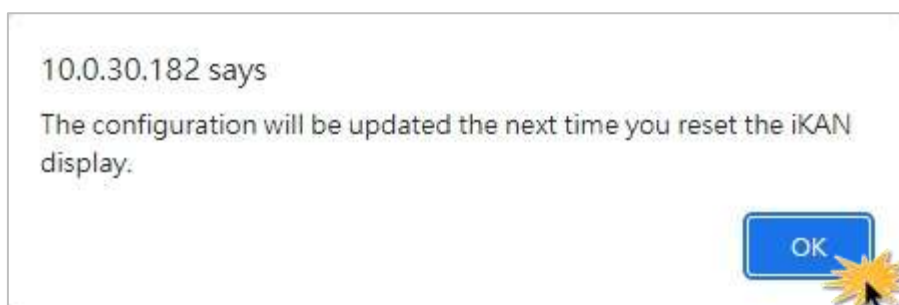 10.0.30.182 says
The configuration will be updated the next time you reset the iKAN
display.
OK